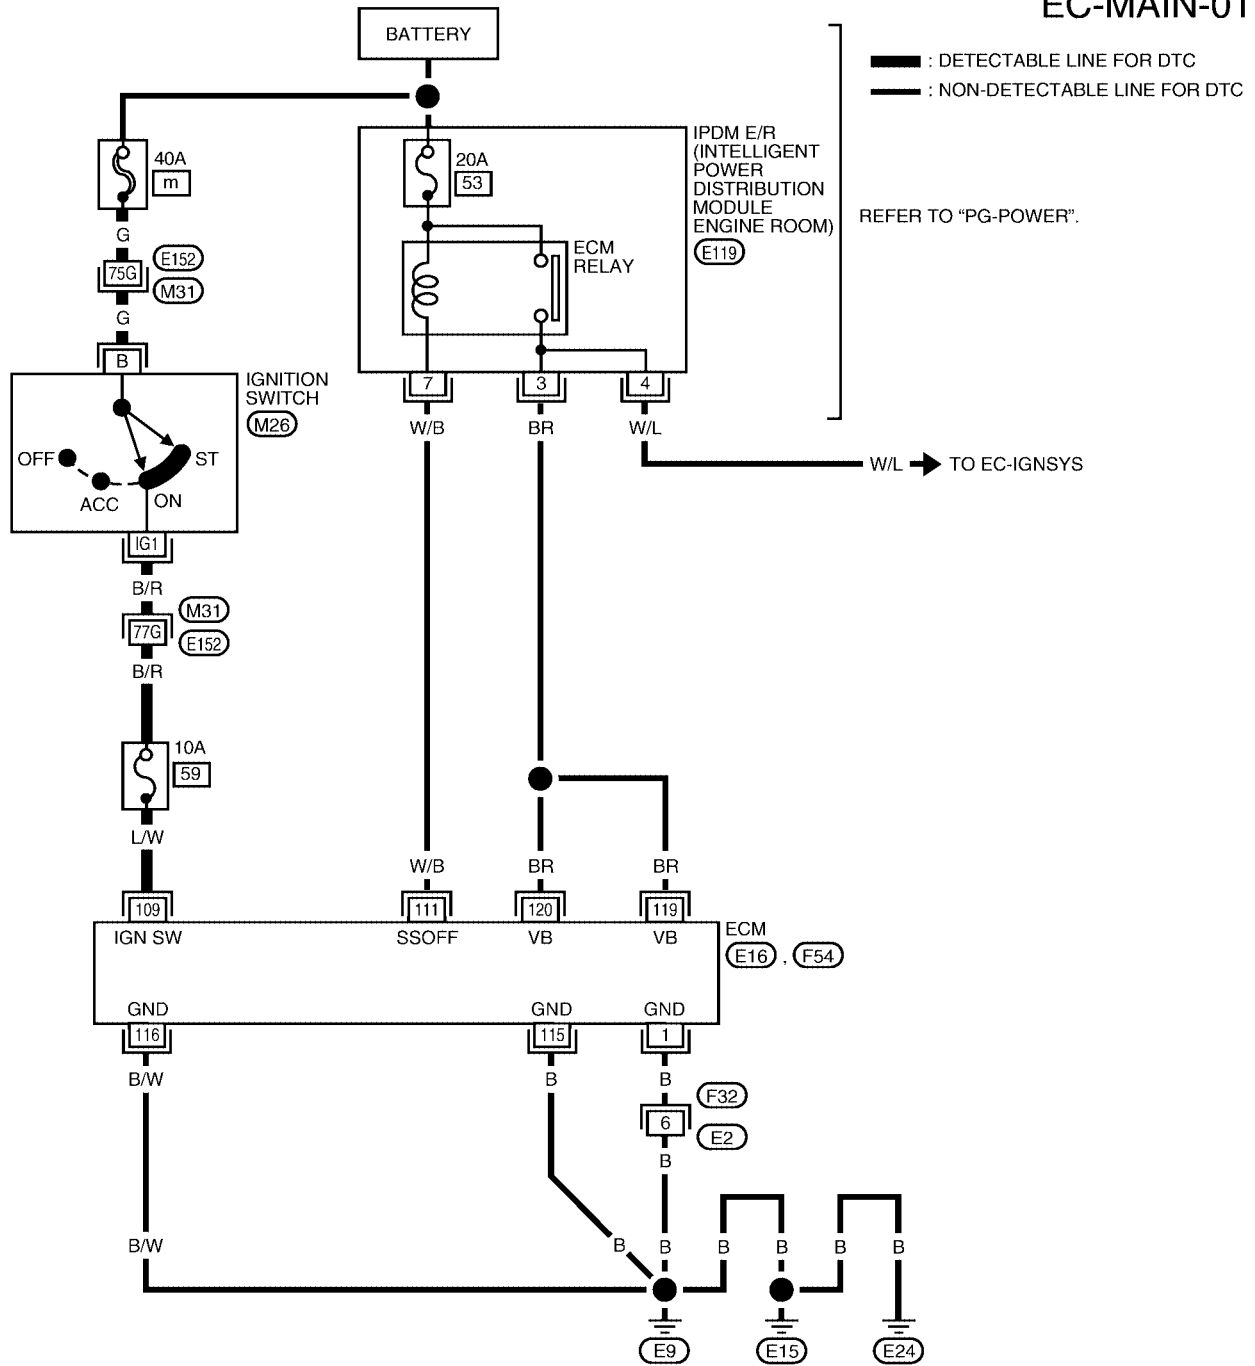 EC-MAIN-01
BATTERY
: DETECTABLE LINE FOR DTC
: NON-DETECTABLE LINE FOR DTC
40A
m
20A
53
IPDM E/R
(INTELLIGENT
POWER
DISTRIBUTION
MODULE
ENGINE ROOM)
E119
REFER TO “PG-POWER”.
G
75G
E152
M31
G
ECM
RELAY
B
IGNITION
SWITCH
M26
7
3
4
W/B
BR
W/L
OFF
ST
ACC
ON
W/L
TO EC-IGNSYS
IG1
B/R
M31
77G
E152
B/R
10A
59
L/W
W/B
BR
BR
109
111
120
119
IGN SW
SSOFF
VB
VB
ECM
E16 , F54
GND
GND
GND
116
115
1
B/W
B
B
F32
6
E2
B
B/W
B
B
B
B
B
B
E9
E15
E24